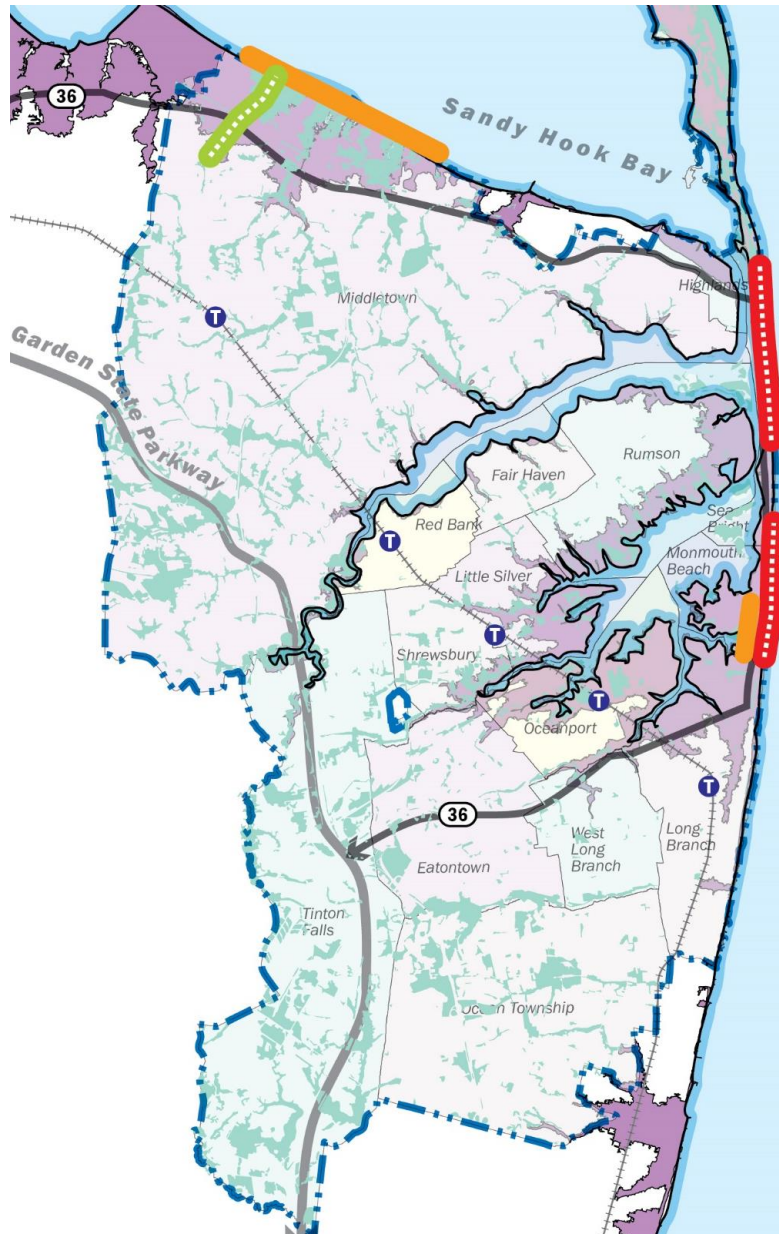 36
Sandy Hook Bay
Highlands
Middletown
T
Garden State Parkway
Rumson
Fair Haven
Red Bank
Sea
Bright
T
Monmouth
Beach
Little Silver
T
Shrewsbury
T
Oceanport
T
36
West
Long
Branch
Long
Branch
Eatontown
Tinton
Falls
Ocean Township